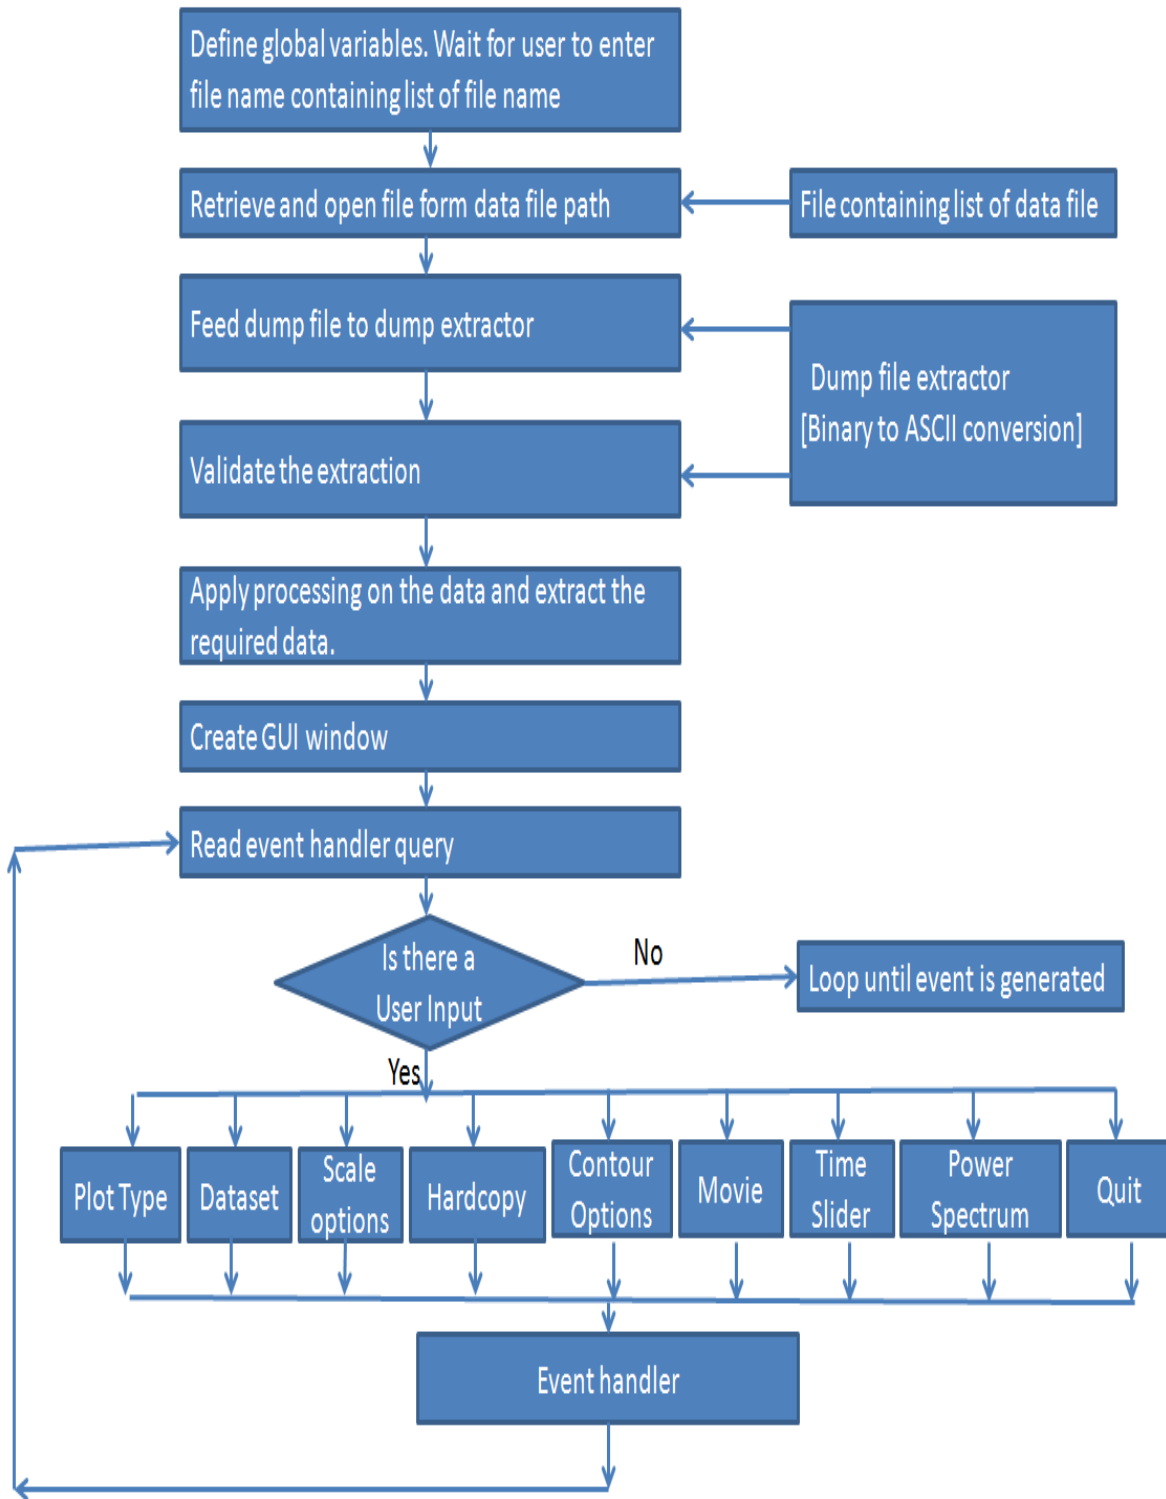 Define global variables. Wait for user to enter
file name containing list of file name
Retrieve and open file form data file path
File containing list of data file
Feed dump file to dump extractor
Dump file extractor
[Binary to ASCII conversion]
Validate the extraction
Apply processing on the data and extract the
required data.
Create GUI window
Read event handler query
Is there a
User Input
No
Loop until event is generated
Yes
Plot Type
Dataset
Scale
options
Hardcopy
Contour
Options
Movie
Time
Slider
Power
Spectrum
Quit
Event handler